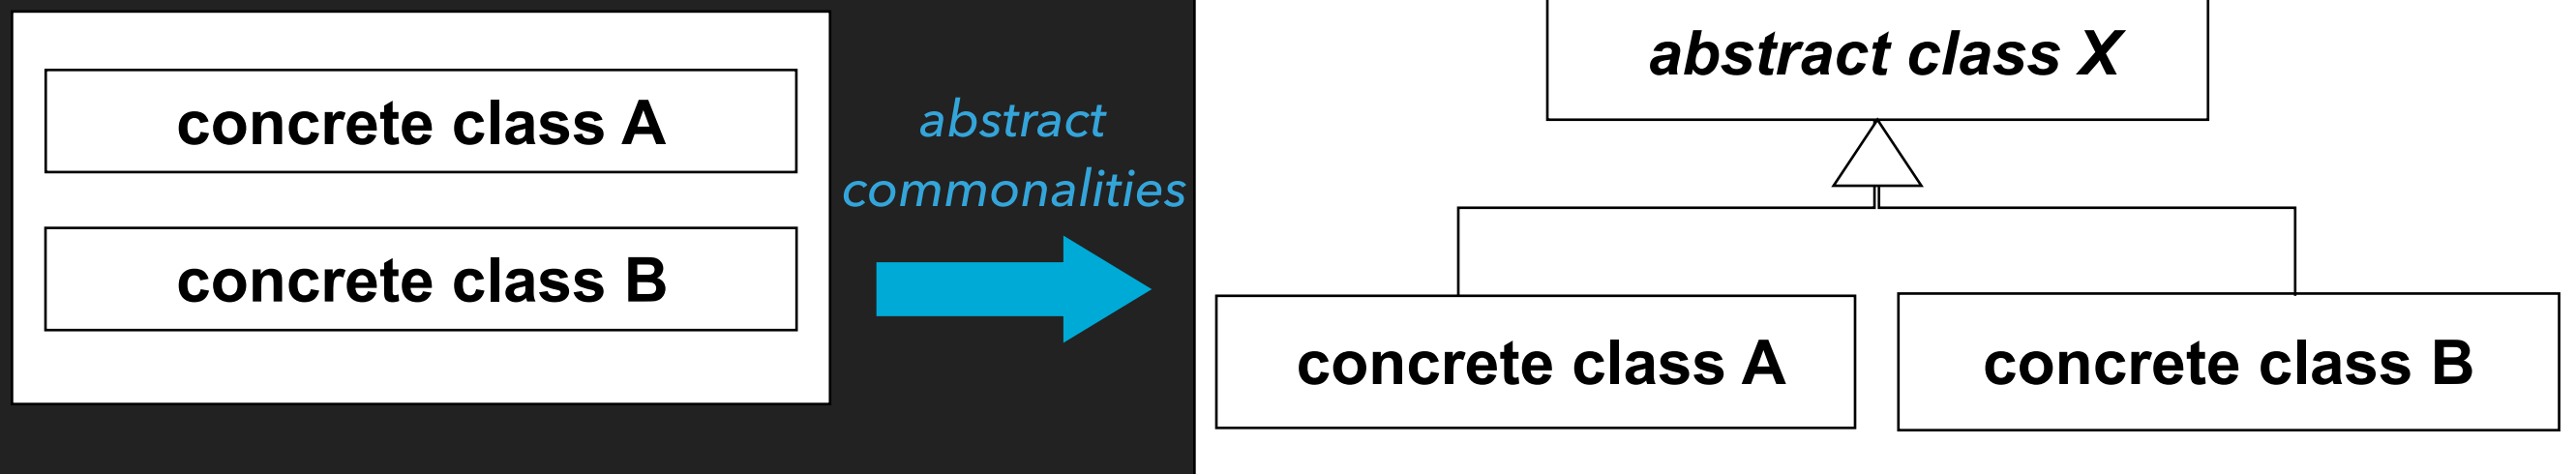 concrete class A
concrete class B
abstract
commonalities
abstract class X
concrete class A
concrete class B